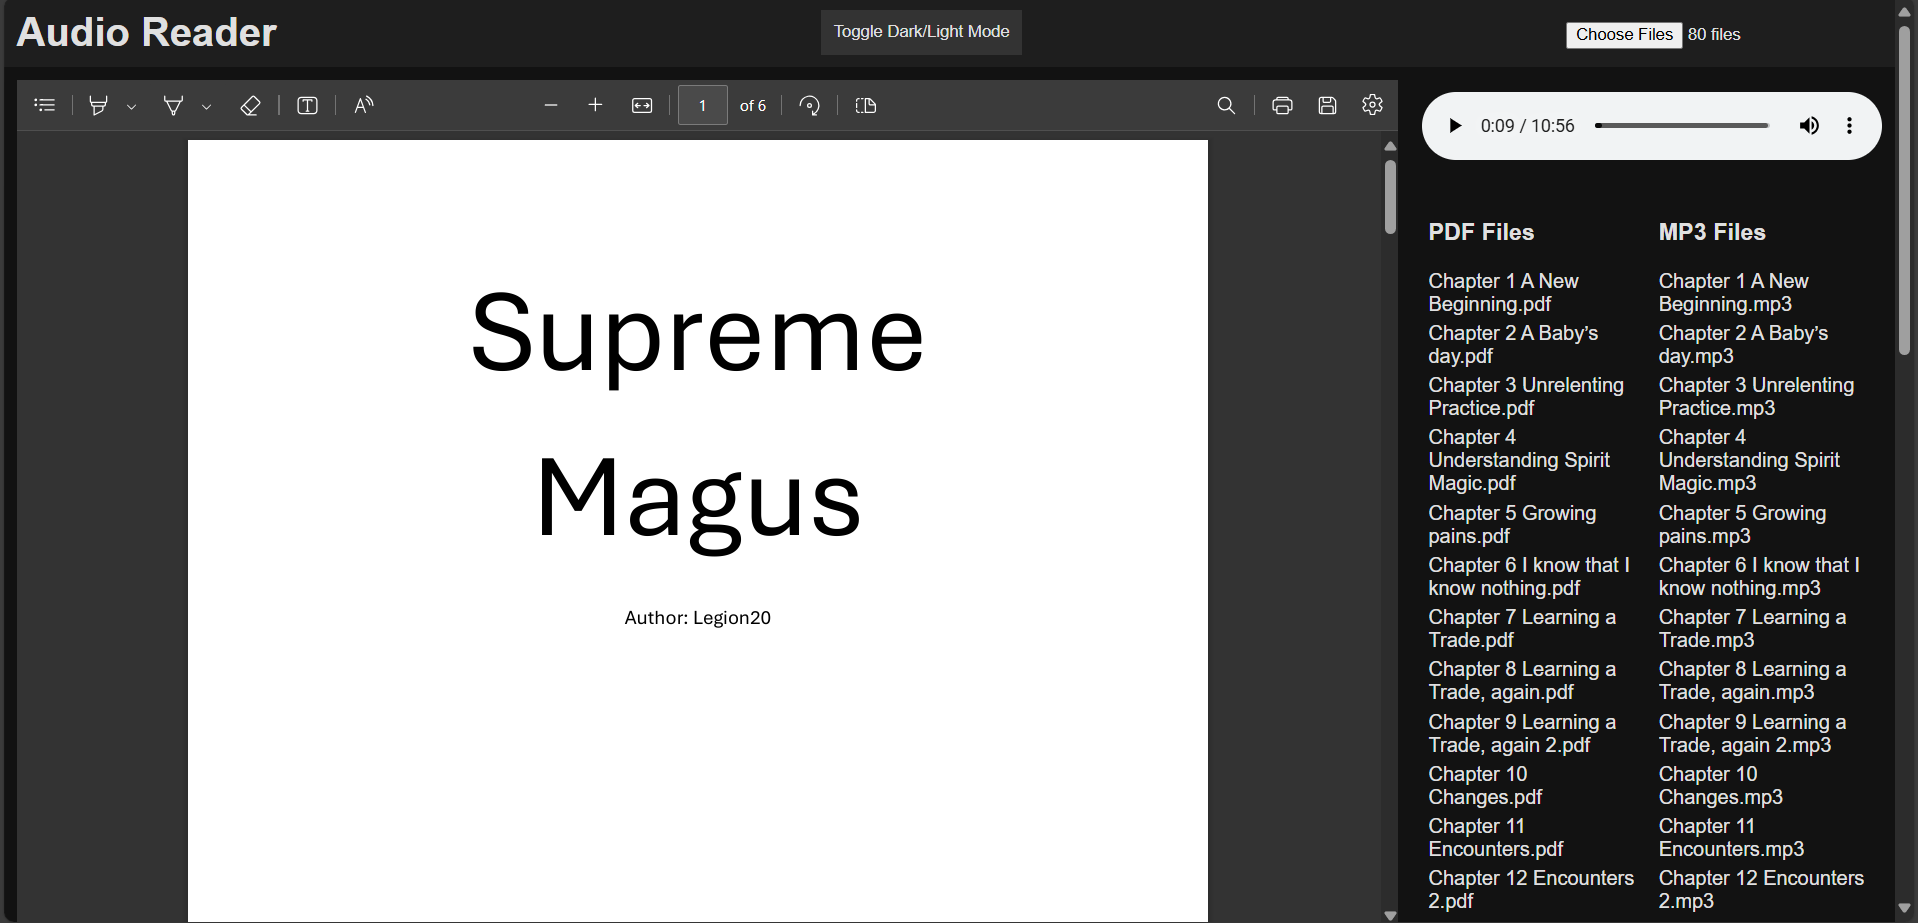 Audio Reader
Toggle Dark/Light Mode
Choose Files 80 files
1 of 6
0:09 / 10:56
Supreme
Magus
Author: Legion20
PDF Files
Chapter 1 A New
Beginning.pdf
Chapter 2 A Baby’s
day.pdf
Chapter 3 Unrelenting
Practice.pdf
Chapter 4
Understanding Spirit
Magic.pdf
Chapter 5 Growing
pains.pdf
Chapter 6 I know that I
know nothing.pdf
Chapter 7 Learning a
Trade.pdf
Chapter 8 Learning a
Trade, again.pdf
Chapter 9 Learning a
Trade, again 2.pdf
Chapter 10
Changes.pdf
Chapter 11
Encounters.pdf
Chapter 12 Encounters
2.pdf
MP3 Files
Chapter 1 A New
Beginning.mp3
Chapter 2 A Baby’s
day.mp3
Chapter 3 Unrelenting
Practice.mp3
Chapter 4
Understanding Spirit
Magic.mp3
Chapter 5 Growing
pains.mp3
Chapter 6 I know that I
know nothing.mp3
Chapter 7 Learning a
Trade.mp3
Chapter 8 Learning a
Trade, again.mp3
Chapter 9 Learning a
Trade, again 2.mp3
Chapter 10
Changes.mp3
Chapter 11
Encounters.mp3
Chapter 12 Encounters
2.mp3